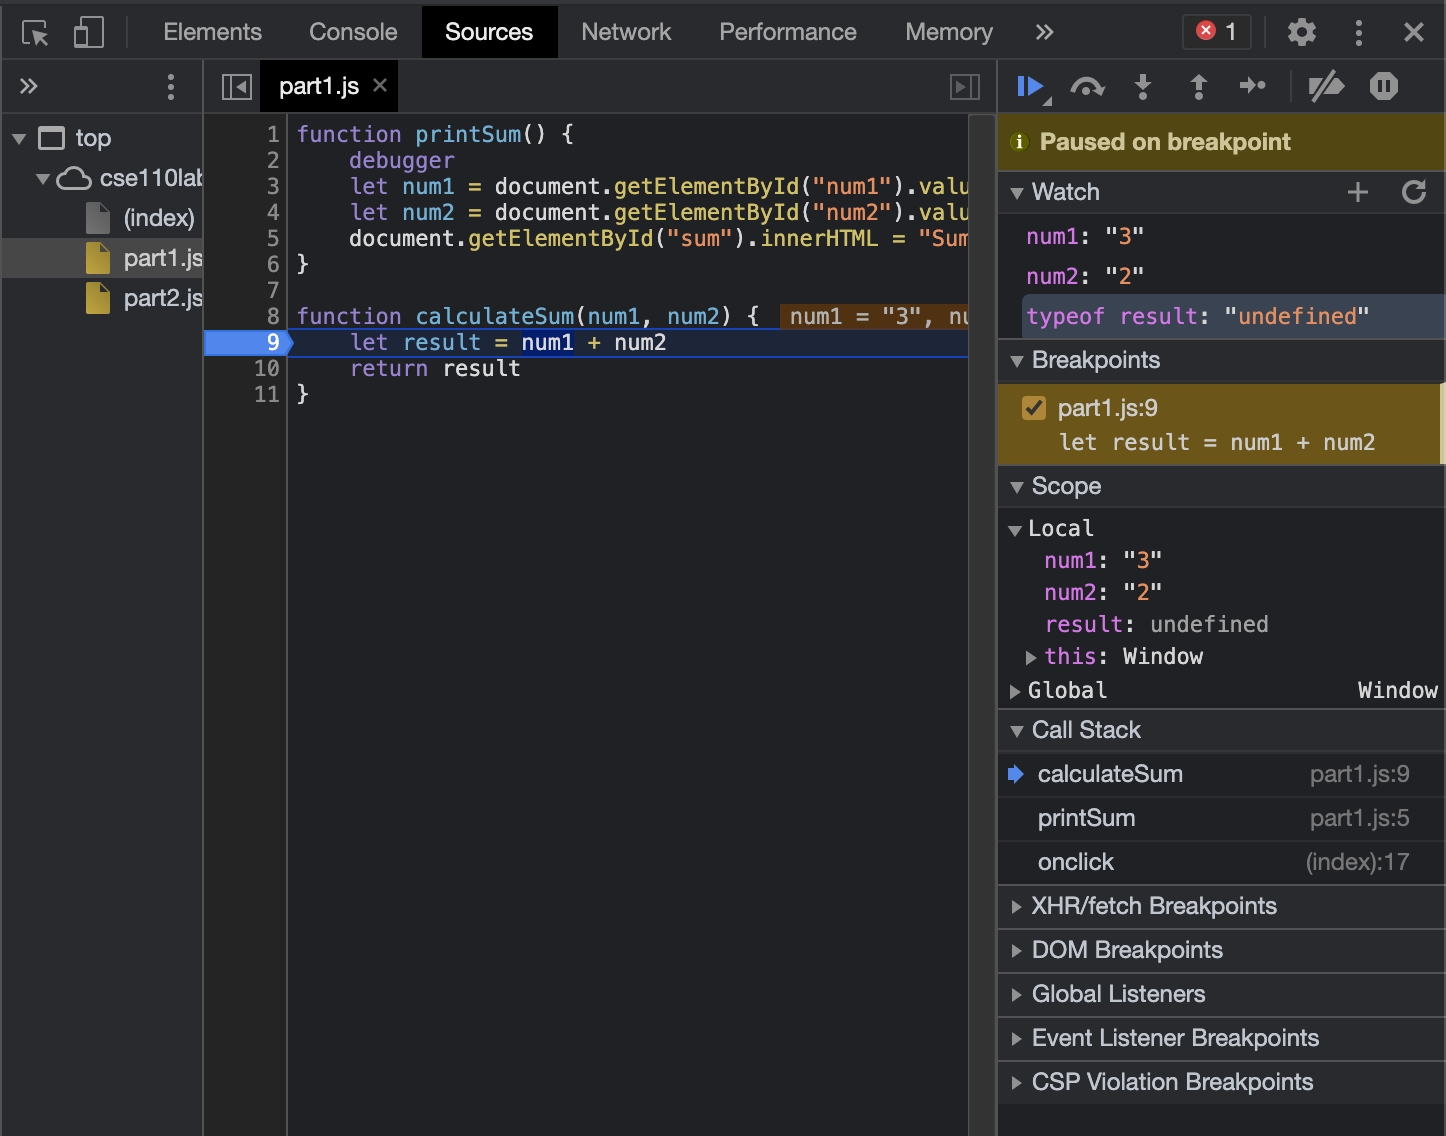 Elements Console Sources Network Performance Memory 1
part1.js
top
cse110lab
(index)
part1.js
part2.js
1 function printSum() {
2 debugger
3 let num1 = document.getElementById("num1").valu
4 let num2 = document.getElementById("num2").valu
5 document.getElementById("sum").innerHTML = "Sum
6 }
7
8 function calculateSum(num1, num2) { num1 = "3", nu
9 let result = num1 + num2
10 return result
11 }
Paused on breakpoint
Watch
num1: "3"
num2: "2"
typeof result: "undefined"
Breakpoints
part1.js:9
let result = num1 + num2
Scope
Local
num1: "3"
num2: "2"
result: undefined
this: Window
Global Window
Call Stack
calculateSum part1.js:9
printSum part1.js:5
onclick (index):17
XHR/fetch Breakpoints
DOM Breakpoints
Global Listeners
Event Listener Breakpoints
CSP Violation Breakpoints